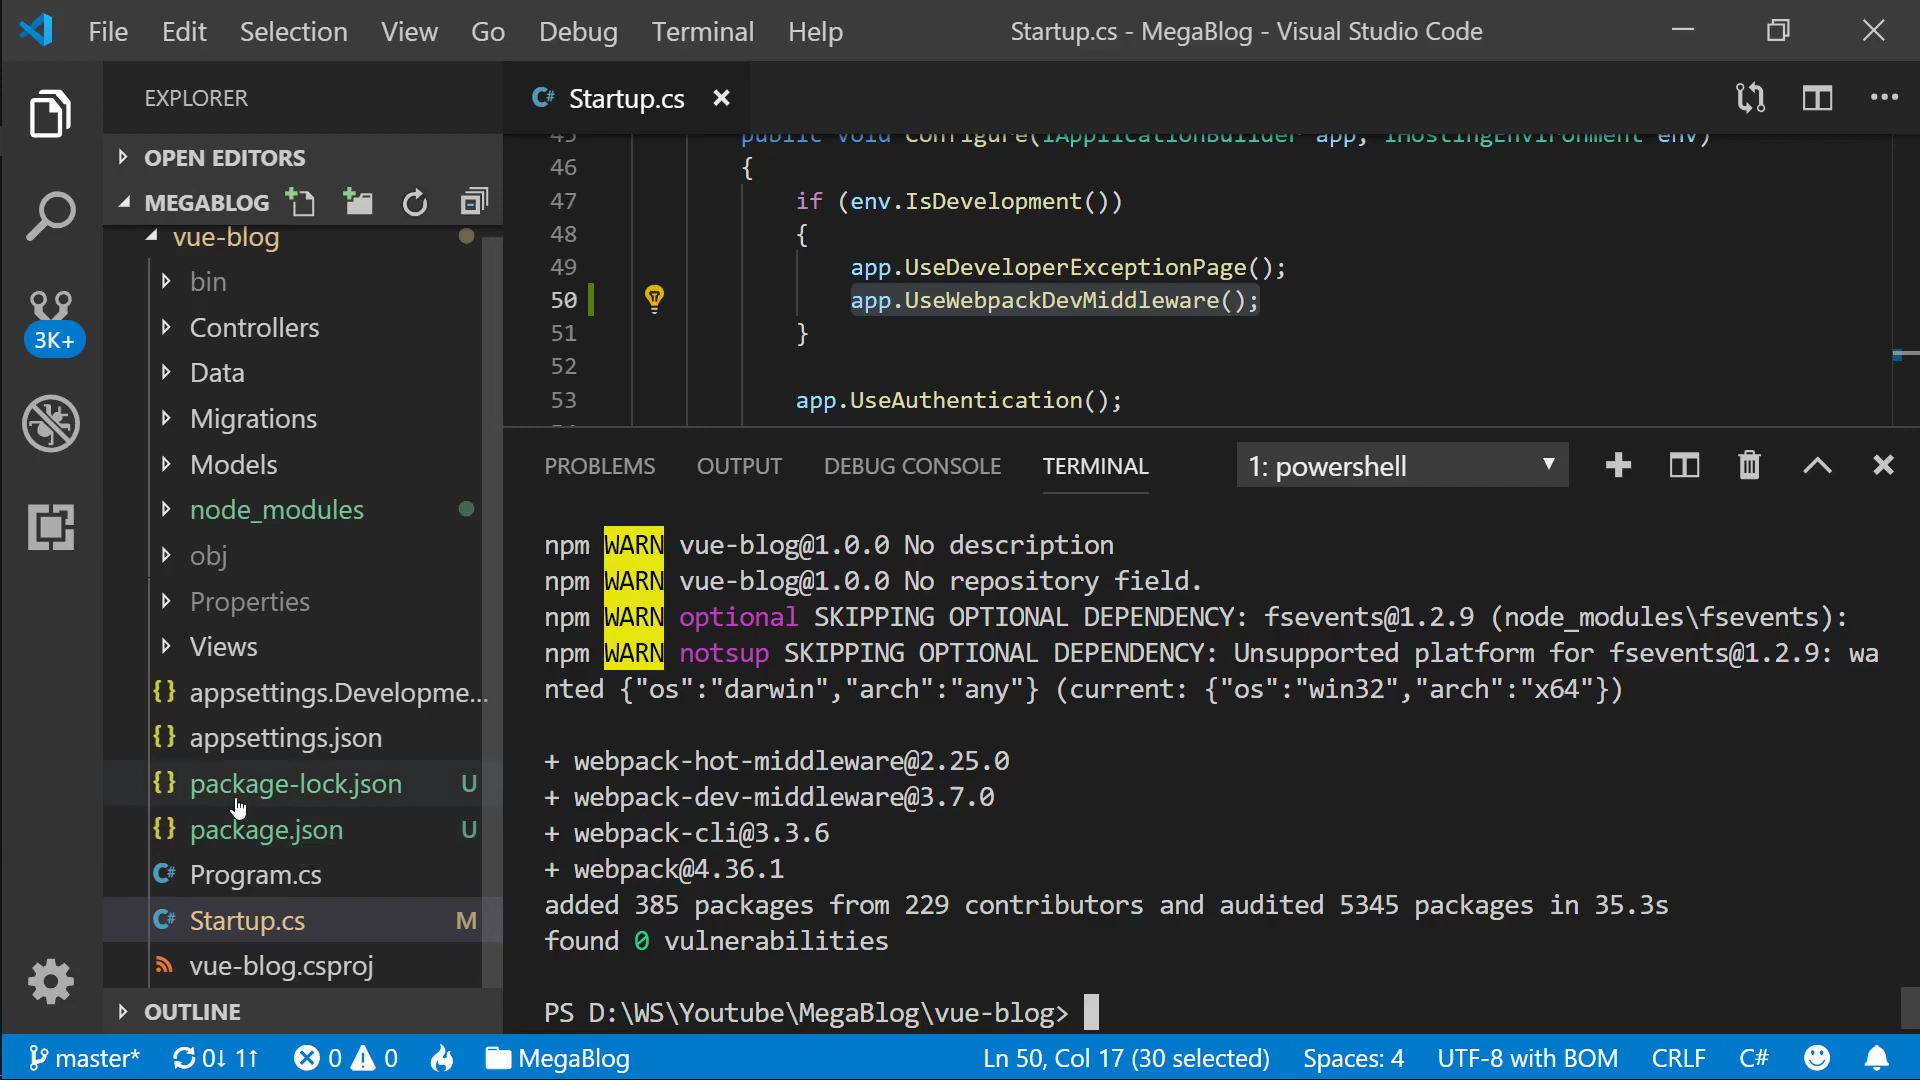 File Edit Selection View Go Debug Terminal Help Startup.cs - MegaBlog - Visual Studio Code
EXPLORER
OPEN EDITORS
MEGABLOG
vue-blog
bin
Controllers
Data
Migrations
Models
node_modules
obj
Properties
Views
{} appsettings.Developme...
{} appsettings.json
{} package-lock.json U
{} package.json U
C# Program.cs
C# Startup.cs M
vue-blog.csproj
OUTLINE
3K+
C# Startup.cs
45 public void Configure(IApplicationBuilder app, IHostingEnvironment env)
46 {
47 if (env.IsDevelopment())
48 {
49 app.UseDeveloperExceptionPage();
50 app.UseWebpackDevMiddleware();
51 }
52
53 app.UseAuthentication();
PROBLEMS OUTPUT DEBUG CONSOLE TERMINAL 1: powershell
npm WARN vue-blog@1.0.0 No description
npm WARN vue-blog@1.0.0 No repository field.
npm WARN optional SKIPPING OPTIONAL DEPENDENCY: fsevents@1.2.9 (node_modules\fsevents):
npm WARN notsup SKIPPING OPTIONAL DEPENDENCY: Unsupported platform for fsevents@1.2.9: wa
nted {"os":"darwin","arch":"any"} (current: {"os":"win32","arch":"x64"})
+ webpack-hot-middleware@2.25.0
+ webpack-dev-middleware@3.7.0
+ webpack-cli@3.3.6
+ webpack@4.36.1
added 385 packages from 229 contributors and audited 5345 packages in 35.3s
found 0 vulnerabilities
PS D:\WS\Youtube\MegaBlog\vue-blog>
master* 0↓ 1↑ 0 0 MegaBlog Ln 50, Col 17 (30 selected) Spaces: 4 UTF-8 with BOM CRLF C#